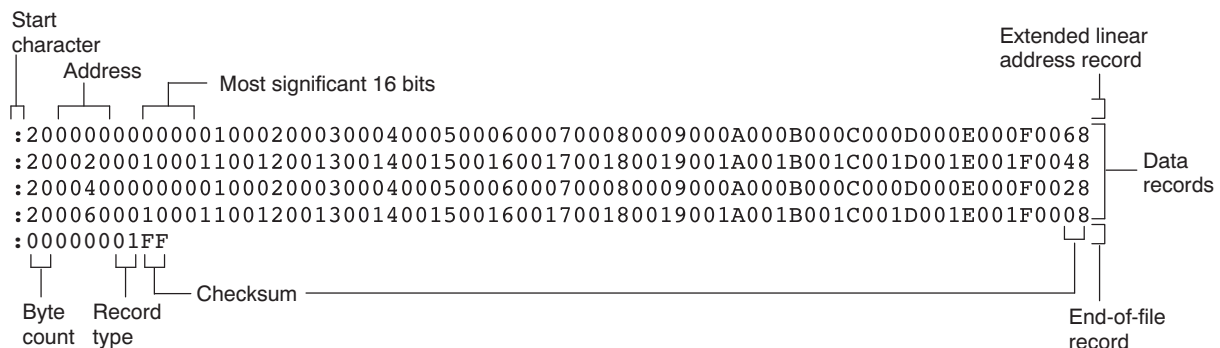 Start
character
Address
Most significant 16 bits
Extended linear
address record
:2000000000000100020003000400050006000700080009000A000B000C000D000E000F0068
:2000200010001100120013001400150016001700180019001A001B001C001D001E001F0048
:2000400000000100020003000400050006000700080009000A000B000C000D000E000F0028
:2000600010001100120013001400150016001700180019001A001B001C001D001E001F0008
:00000001FF
Data
records
Checksum
Byte
count
Record
type
End-of-file
record